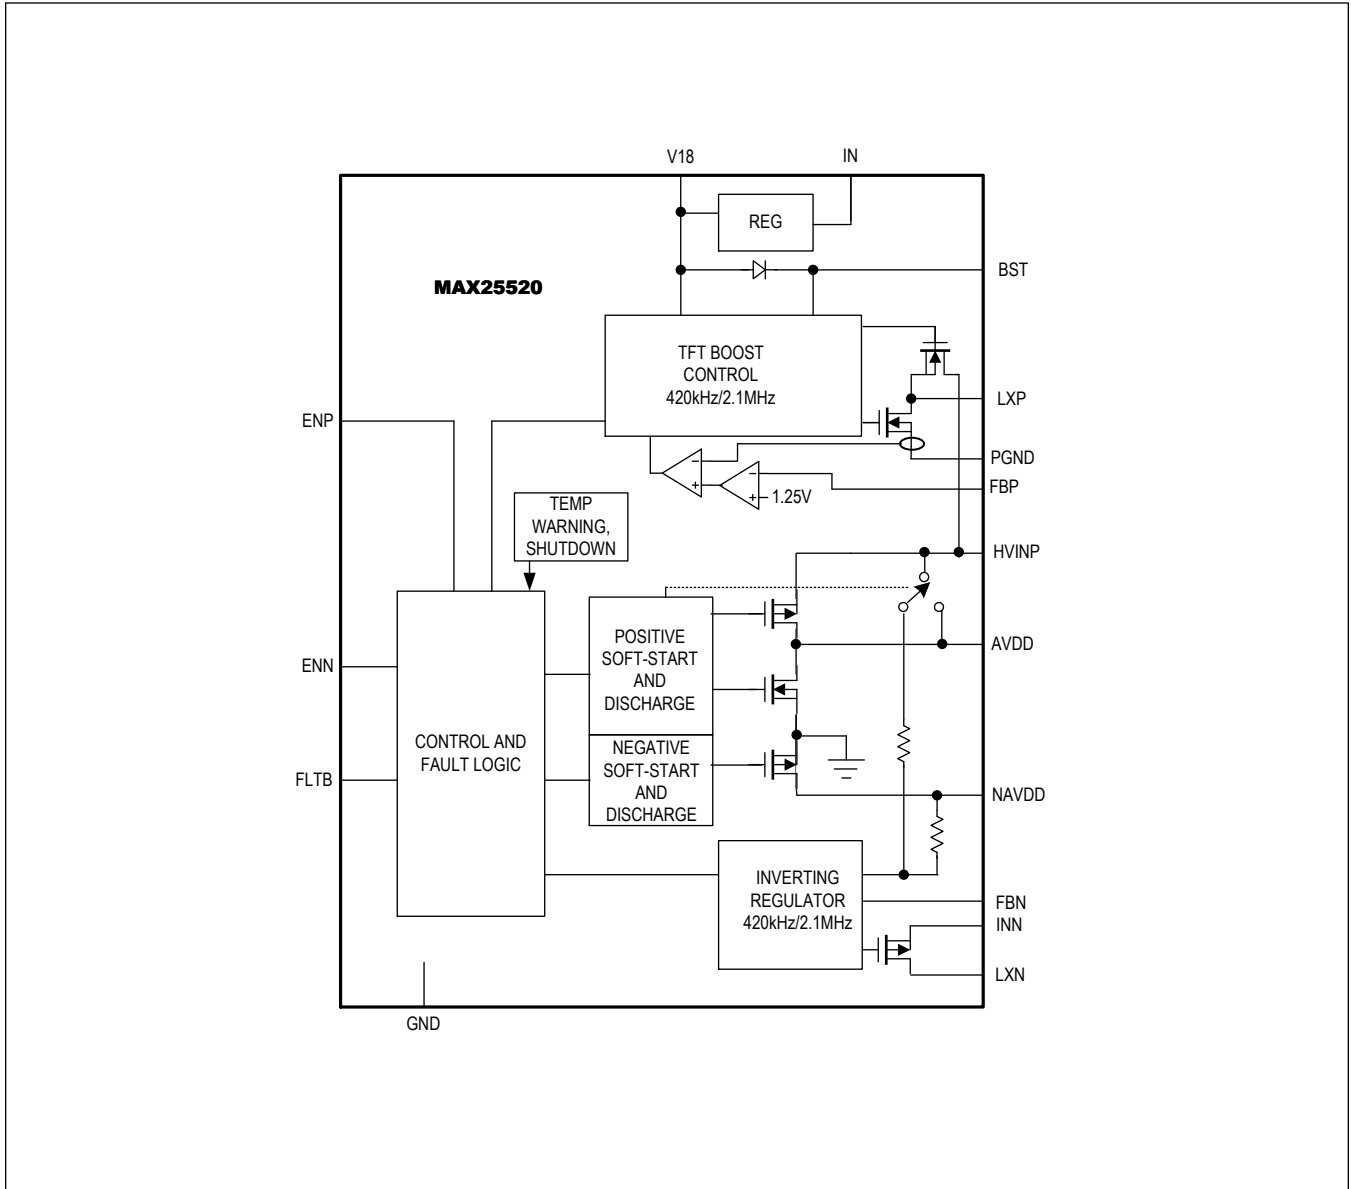 V18
IN
REG
BST
MAX25520
TFT BOOST
CONTROL
420kHz/2.1MHz
LXP
ENP
PGND
FBP
−
+
−
+
1.25V
TEMP
WARNING,
SHUTDOWN
HVINP
POSITIVE
SOFT-START
AND
DISCHARGE
AVDD
ENN
CONTROL AND
FAULT LOGIC
NEGATIVE
SOFT-START
AND
DISCHARGE
FLTB
NAVDD
INVERTING
REGULATOR
420kHz/2.1MHz
FBN
INN
LXN
GND